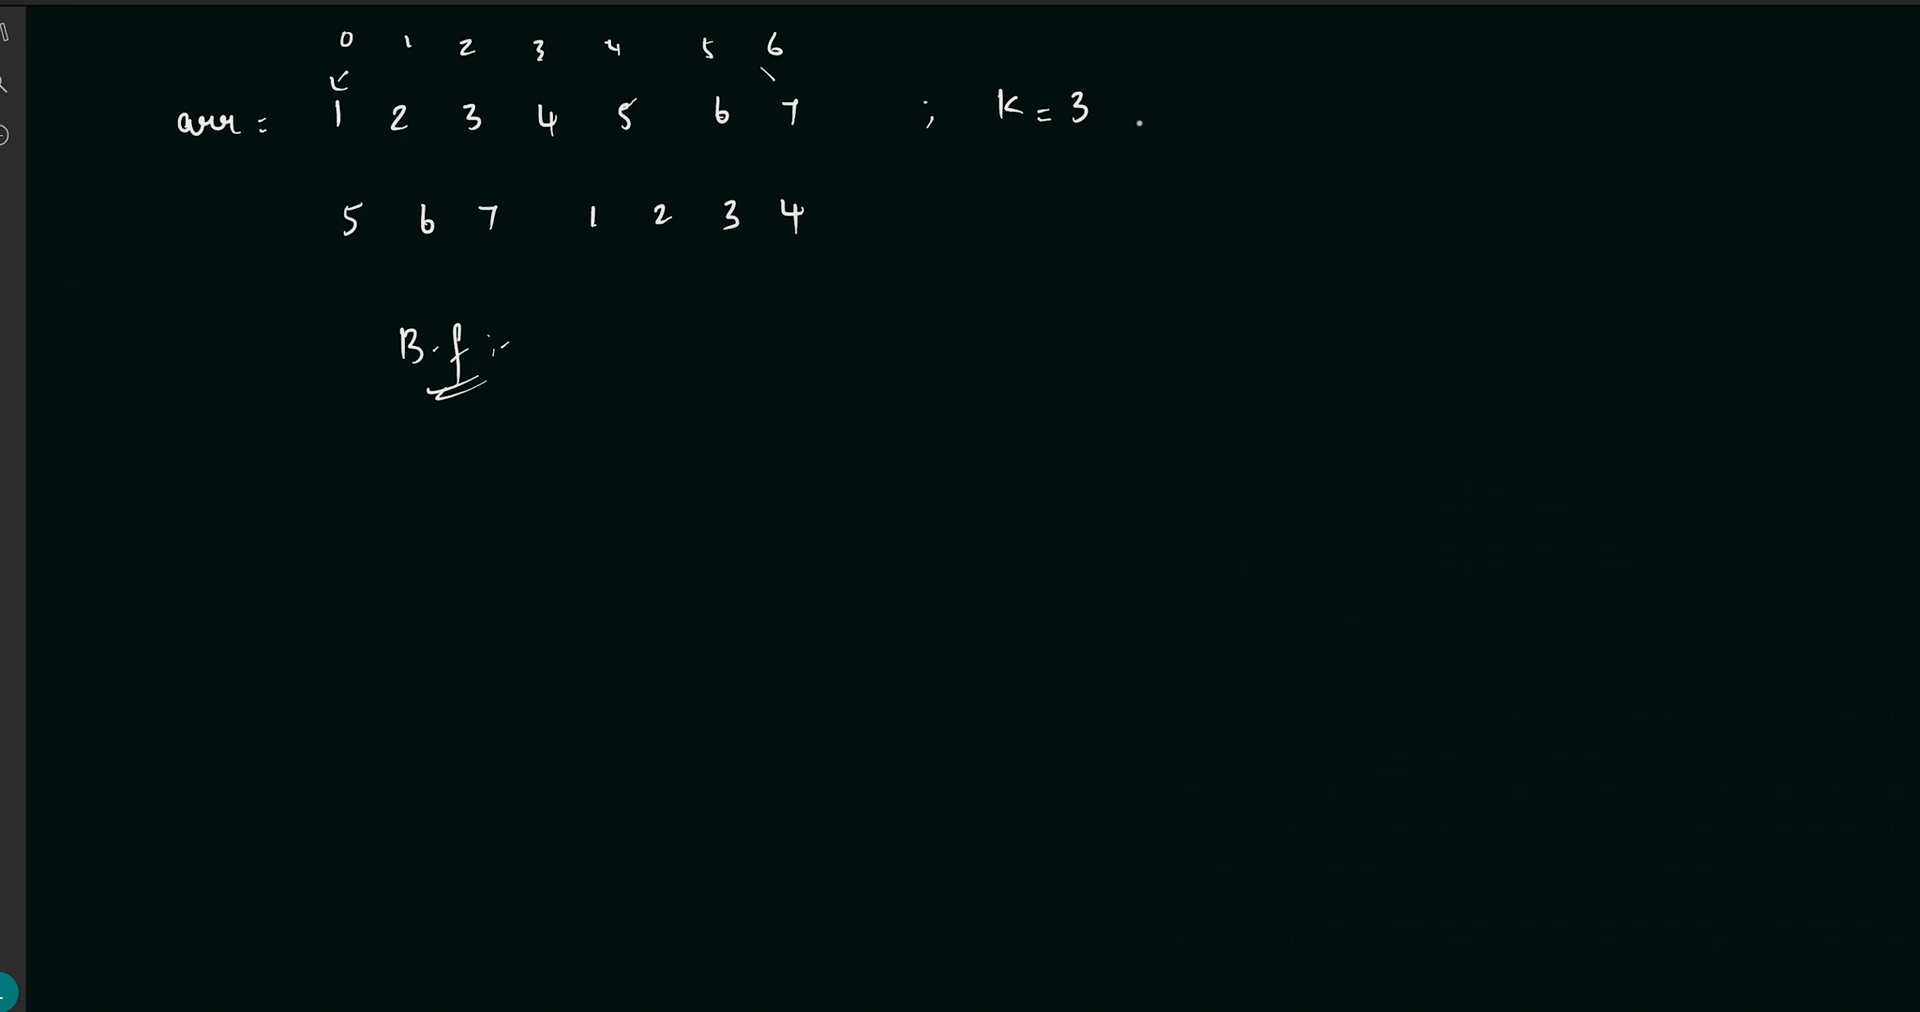 0 1 2 3 4 5 6
arr = 1 2 3 4 5 6 7 ; K = 3 .
5 6 7 1 2 3 4
B.f :-